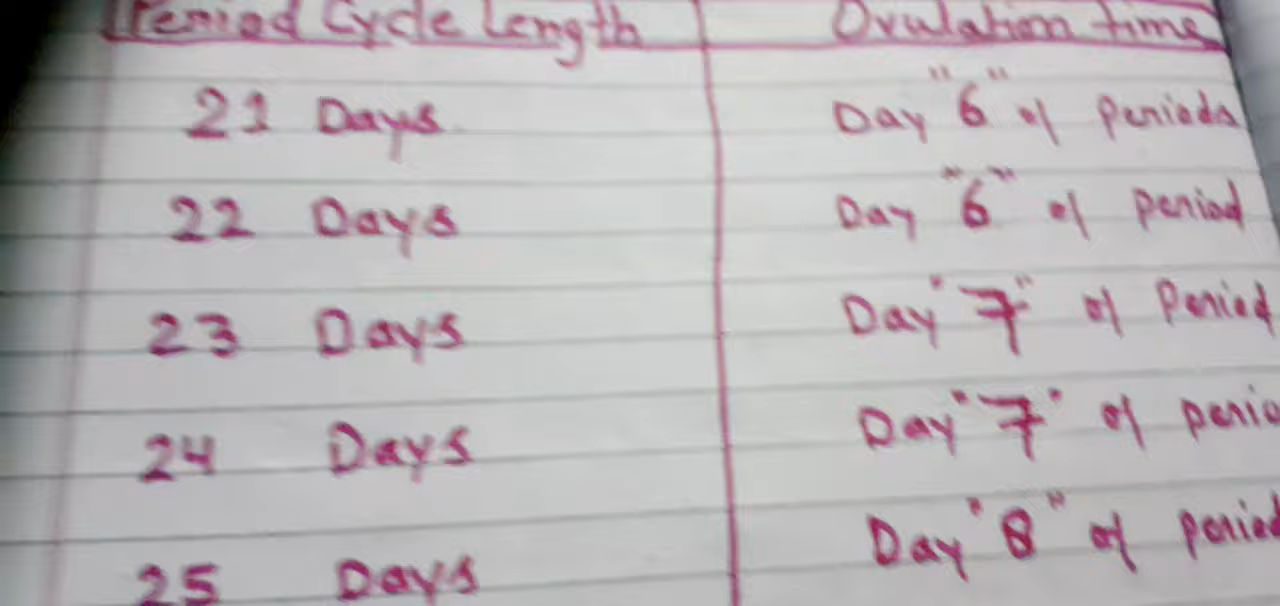 Period Cycle Length Ovulation time
21 Days Day "6" of Periods
22 Days Day "6" of period
23 Days Day "7" of Period
24 Days Day "7" of perio
25 Days Day "8" of period